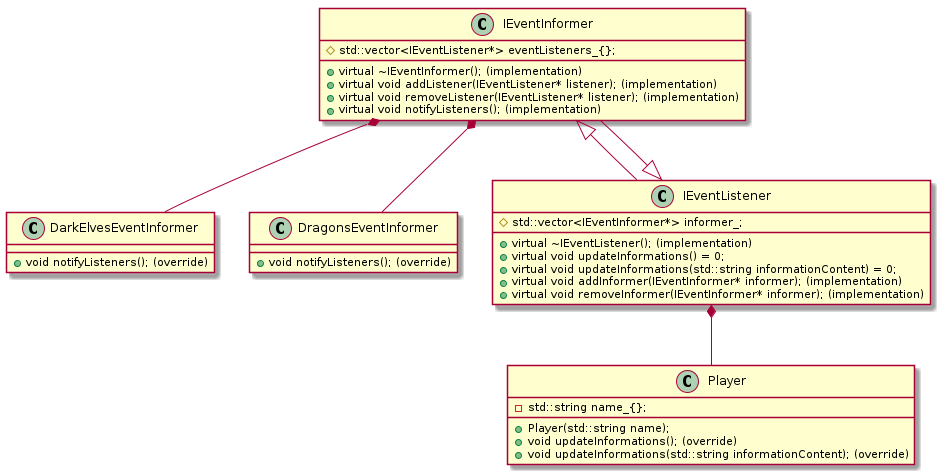 C IEventInformer
std::vector<IEventListener*> eventListeners_{};
virtual ~IEventInformer(); (implementation)
virtual void addListener(IEventListener* listener); (implementation)
virtual void removeListener(IEventListener* listener); (implementation)
virtual void notifyListeners(); (implementation)
C DarkElvesEventInformer
void notifyListeners(); (override)
C DragonsEventInformer
void notifyListeners(); (override)
C IEventListener
std::vector<IEventInformer*> informer_;
virtual ~IEventListener(); (implementation)
virtual void updateInformations() = 0;
virtual void updateInformations(std::string informationContent) = 0;
virtual void addInformer(IEventInformer* informer); (implementation)
virtual void removeInformer(IEventInformer* informer); (implementation)
C Player
std::string name_{};
Player(std::string name);
void updateInformations(); (override)
void updateInformations(std::string informationContent); (override)